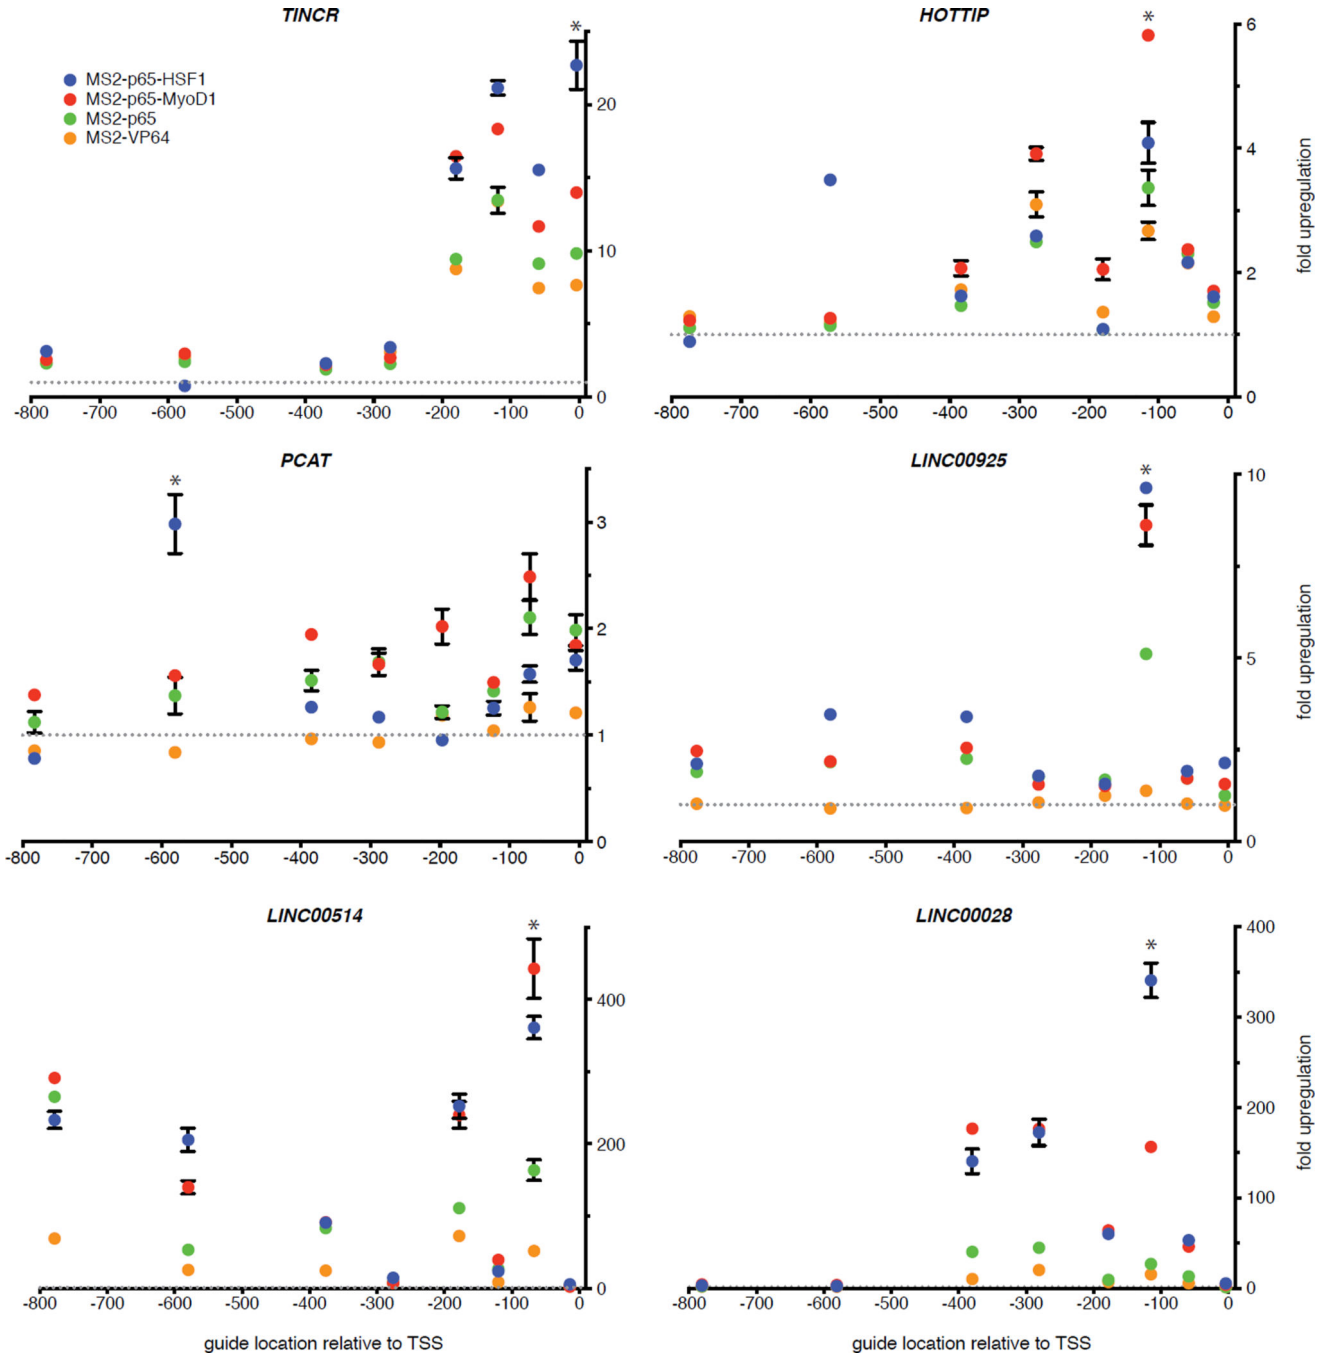 TINCR
*
MS2-p65-HSF1
MS2-p65-MyoD1
MS2-p65
MS2-VP64
20
10
0
-800 -700 -600 -500 -400 -300 -200 -100 0
HOTTIP
*
6
4
2
0
fold upregulation
-800 -700 -600 -500 -400 -300 -200 -100 0
PCAT
*
3
2
1
0
-800 -700 -600 -500 -400 -300 -200 -100 0
LINC00925
*
10
5
0
fold upregulation
-800 -700 -600 -500 -400 -300 -200 -100 0
LINC00514
*
400
200
0
-800 -700 -600 -500 -400 -300 -200 -100 0
guide location relative to TSS
LINC00028
*
400
300
200
100
0
fold upregulation
-800 -700 -600 -500 -400 -300 -200 -100 0
guide location relative to TSS